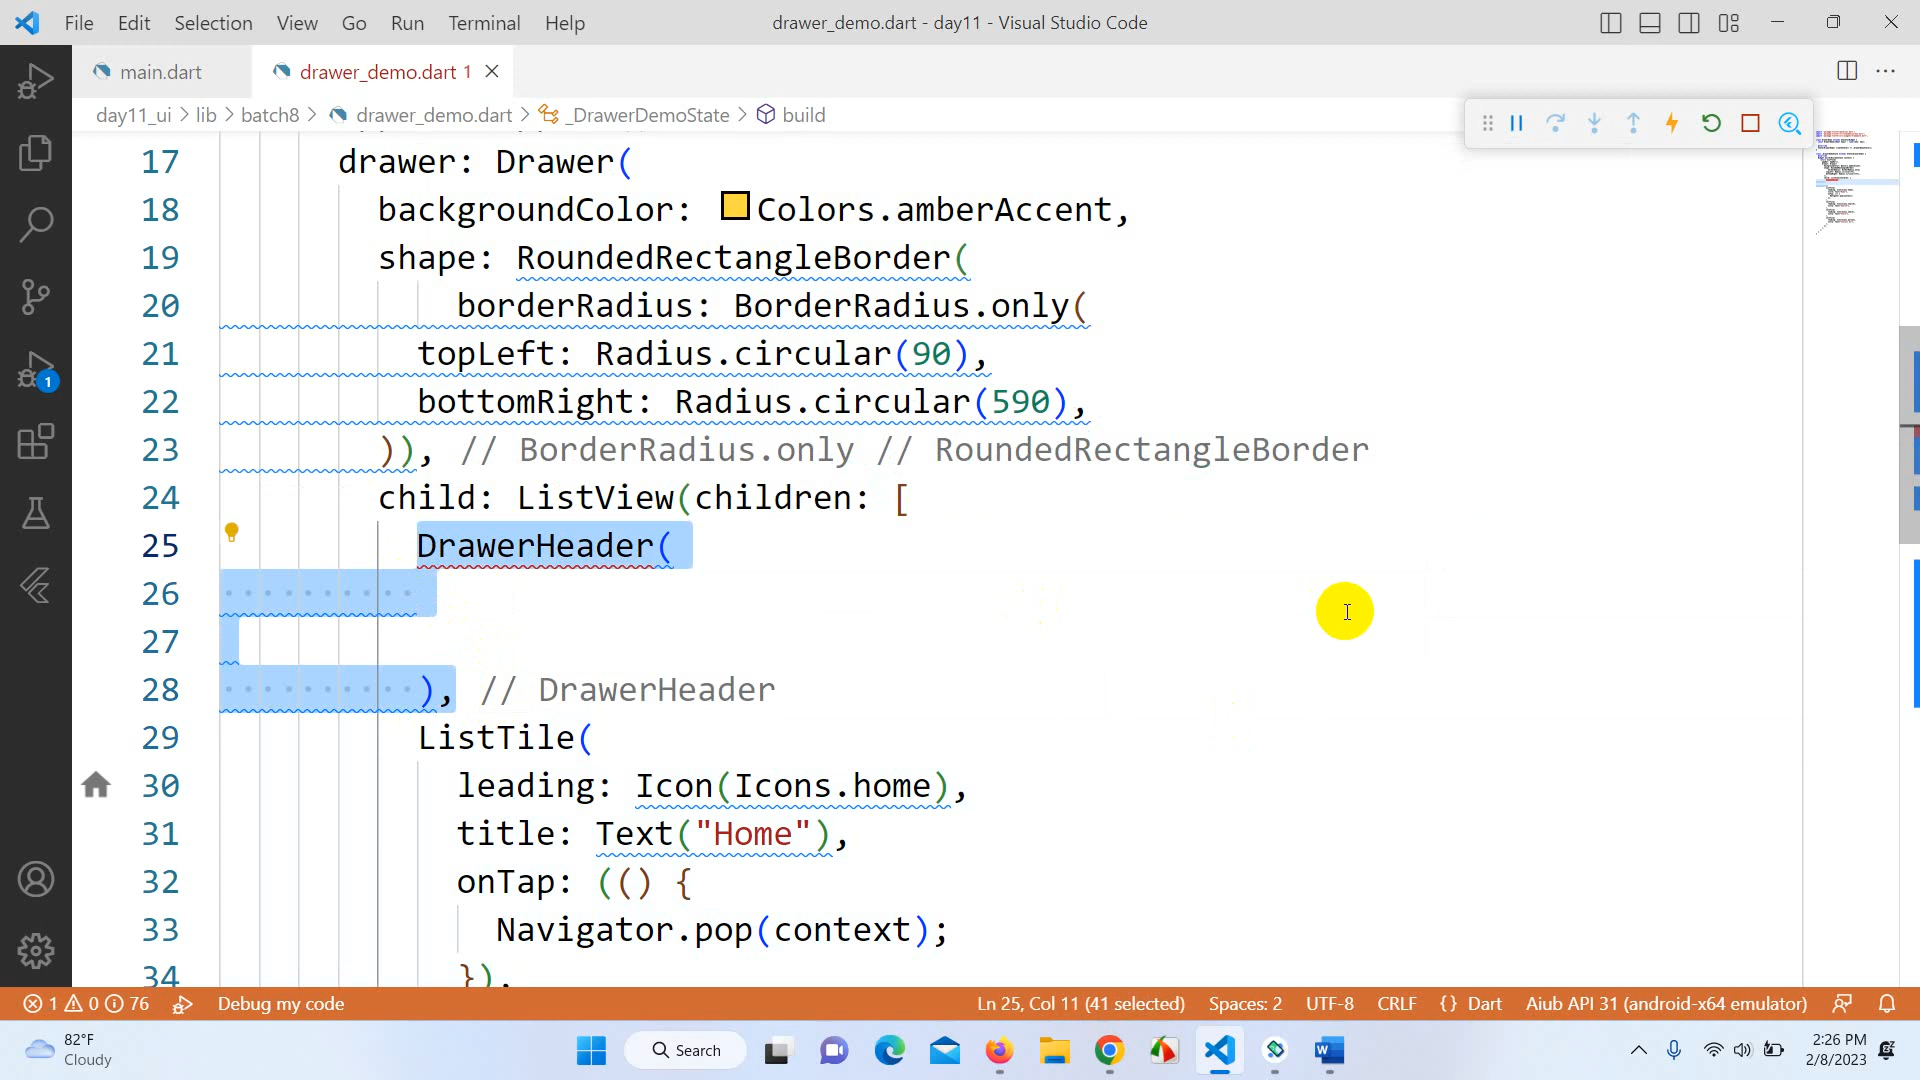 File Edit Selection View Go Run Terminal Help
drawer_demo.dart - day11 - Visual Studio Code
main.dart
drawer_demo.dart 1
day11_ui > lib > batch8 > drawer_demo.dart > _DrawerDemoState > build
17 drawer: Drawer(
18 backgroundColor: Colors.amberAccent,
19 shape: RoundedRectangleBorder(
20 borderRadius: BorderRadius.only(
21 topLeft: Radius.circular(90),
22 bottomRight: Radius.circular(590),
23 )), // BorderRadius.only // RoundedRectangleBorder
24 child: ListView(children: [
25 DrawerHeader(
26
27
28 ), // DrawerHeader
29 ListTile(
30 leading: Icon(Icons.home),
31 title: Text("Home"),
32 onTap: (() {
33 Navigator.pop(context);
34 }),
1
1 0 76 Debug my code
Ln 25, Col 11 (41 selected) Spaces: 2 UTF-8 CRLF {} Dart Aiub API 31 (android-x64 emulator)
82°F
Cloudy
Search
2:26 PM
2/8/2023